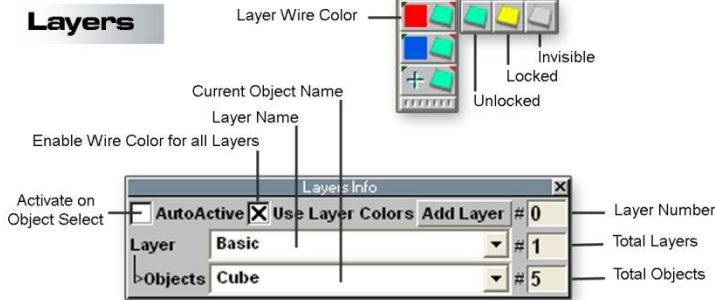 Layers
Layer Wire Color
Invisible
Locked
Unlocked
Current Object Name
Layer Name
Enable Wire Color for all Layers
Layers Info
Activate on
Object Select
AutoActive Use Layer Colors Add Layer # 0
Layer Number
Layer Basic # 1
Total Layers
Objects Cube # 5
Total Objects